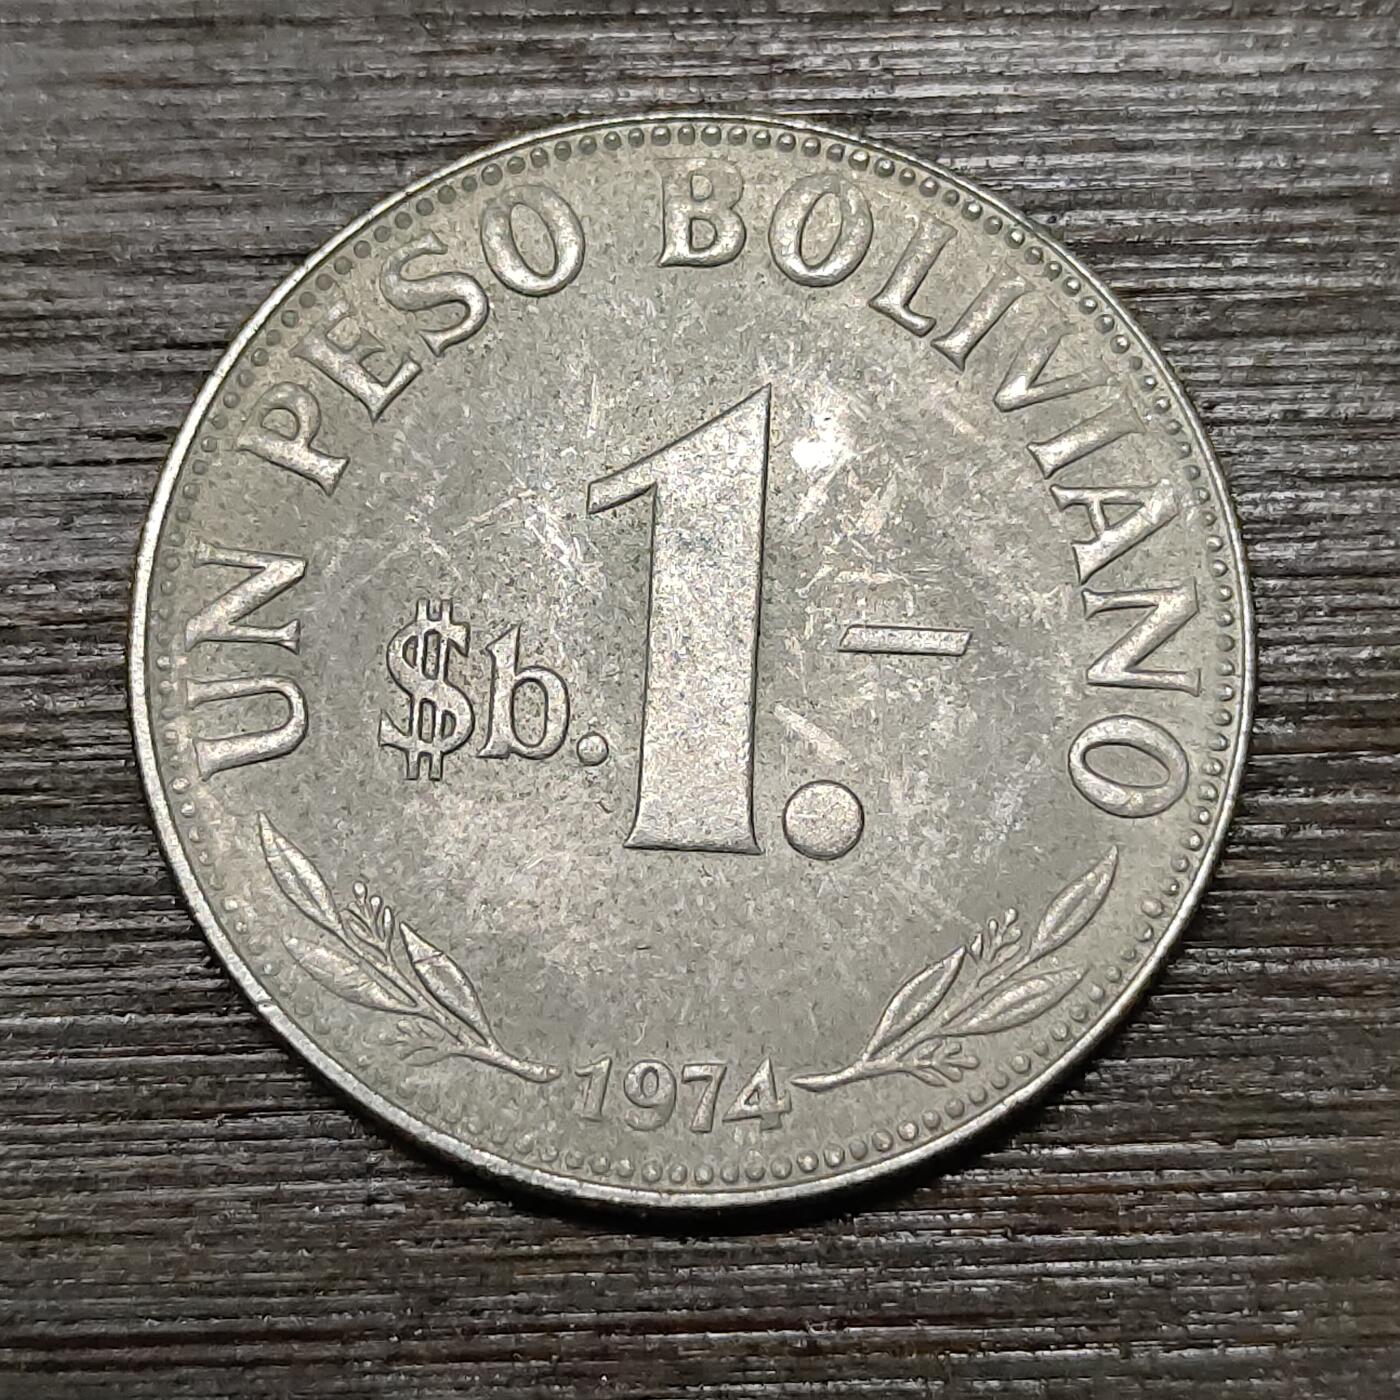 UN PESO BOLIVIANO
$b. 1.-
1974